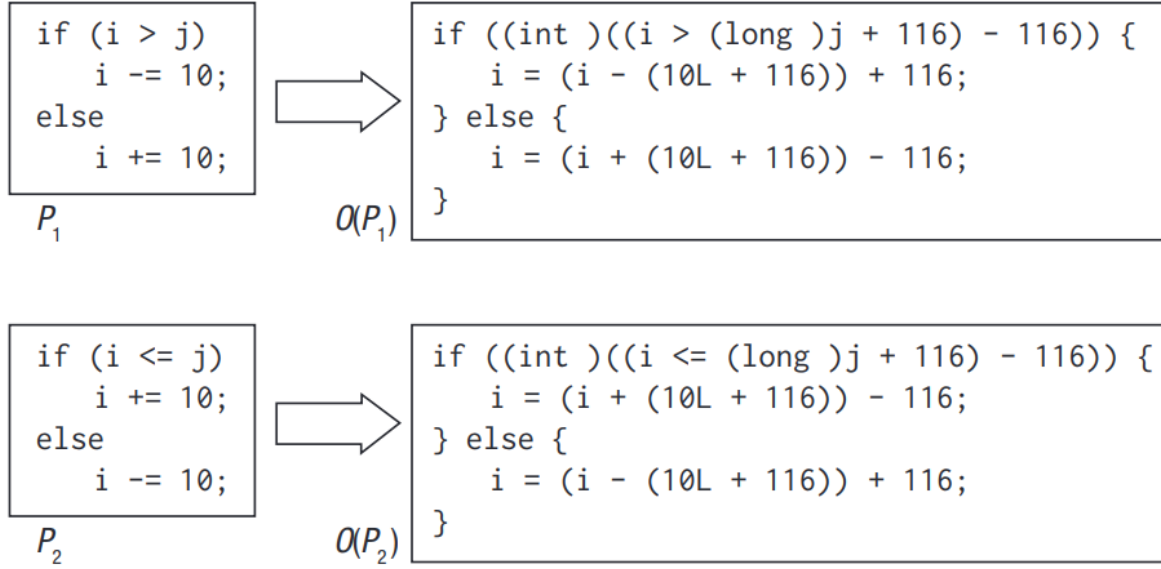 if (i > j)
   i -= 10;
else
   i += 10;
P1
O(P1)
if ((int )((i > (long )j + 116) - 116)) {
   i = (i - (10L + 116)) + 116;
} else {
   i = (i + (10L + 116)) - 116;
}
if (i <= j)
   i += 10;
else
   i -= 10;
P2
O(P2)
if ((int )((i <= (long )j + 116) - 116)) {
   i = (i + (10L + 116)) - 116;
} else {
   i = (i - (10L + 116)) + 116;
}